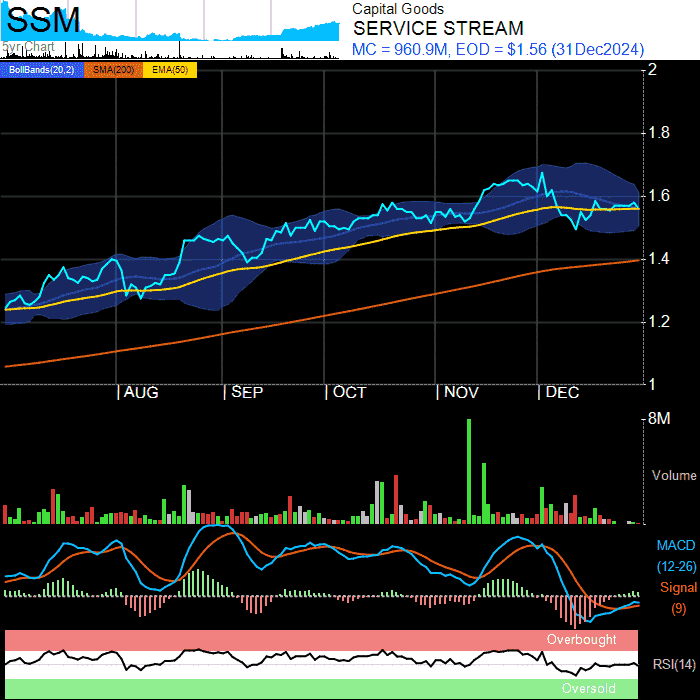 SSM
5yr Chart
Capital Goods
SERVICE STREAM
MC = 960.9M, EOD = $1.56 (31Dec2024)
BollBands(20,2) SMA(200) EMA(50)
2
1.8
1.6
1.4
1.2
1
AUG SEP OCT NOV DEC
8M
Volume
MACD
(12-26)
Signal
(9)
Overbought
RSI(14)
Oversold